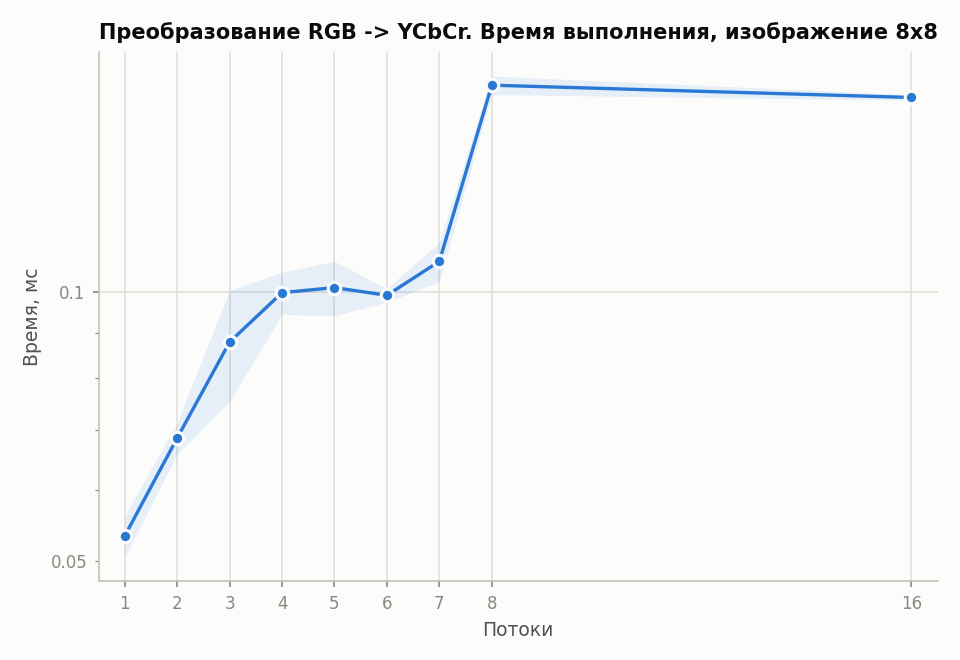 Преобразование RGB -> YCbCr. Время выполнения, изображение 8x8
Время, мс
0.1
0.05
1 2 3 4 5 6 7 8 16
Потоки